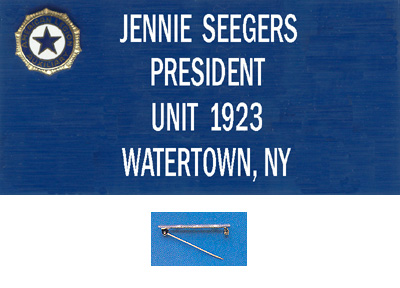 JENNIE SEEGERS
PRESIDENT
UNIT 1923
WATERTOWN, NY